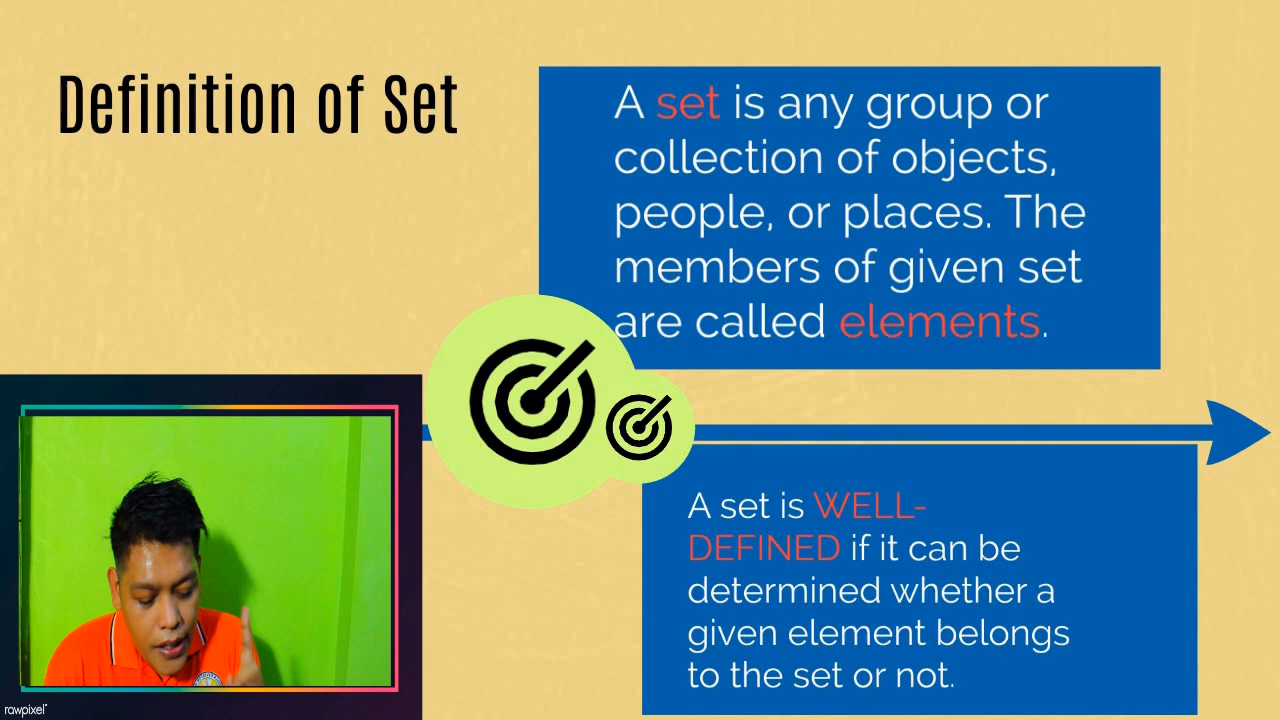 Definition of Set
A set is any group or
collection of objects,
people, or places. The
members of given set
are called elements.
A set is WELL-
DEFINED if it can be
determined whether a
given element belongs
to the set or not.
rawpixel